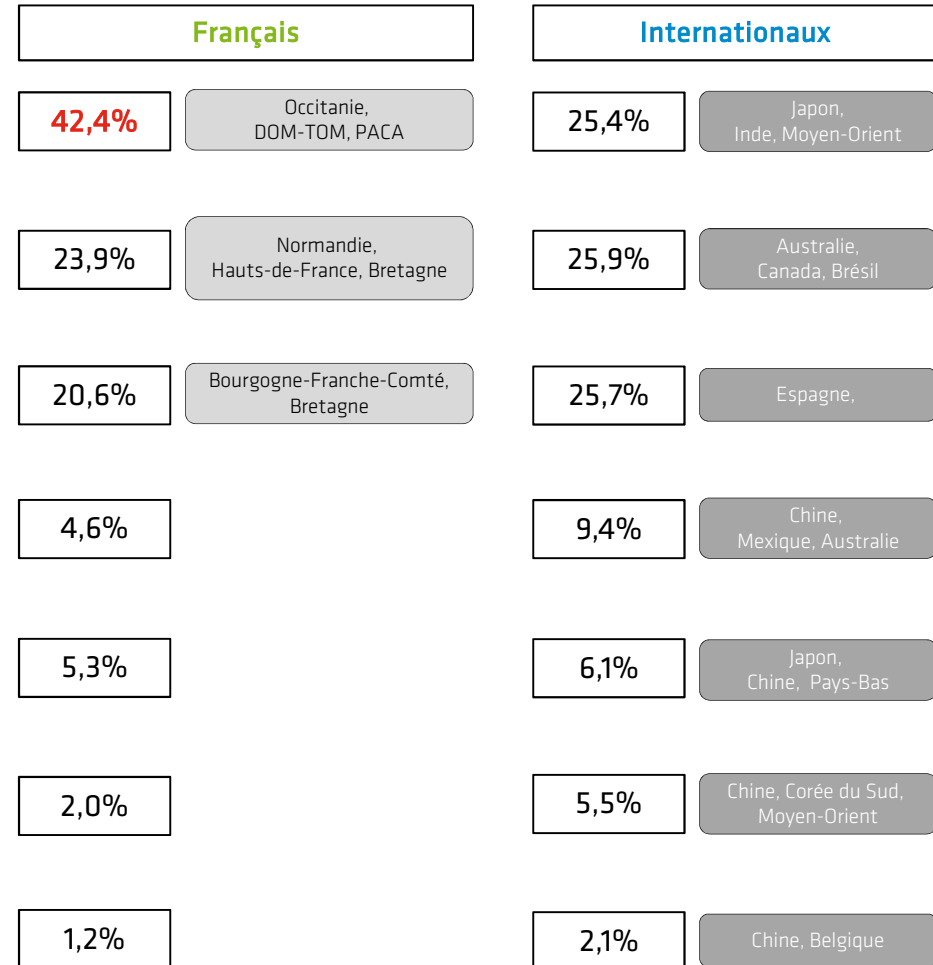 Français
Internationaux
42,4%
Occitanie,
DOM-TOM, PACA
25,4%
Japon,
Inde, Moyen-Orient
23,9%
Normandie,
Hauts-de-France, Bretagne
25,9%
Australie,
Canada, Brésil
20,6%
Bourgogne-Franche-Comté,
Bretagne
25,7%
Espagne,
4,6%
9,4%
Chine,
Mexique, Australie
5,3%
6,1%
Japon,
Chine, Pays-Bas
2,0%
5,5%
Chine, Corée du Sud,
Moyen-Orient
1,2%
2,1%
Chine, Belgique